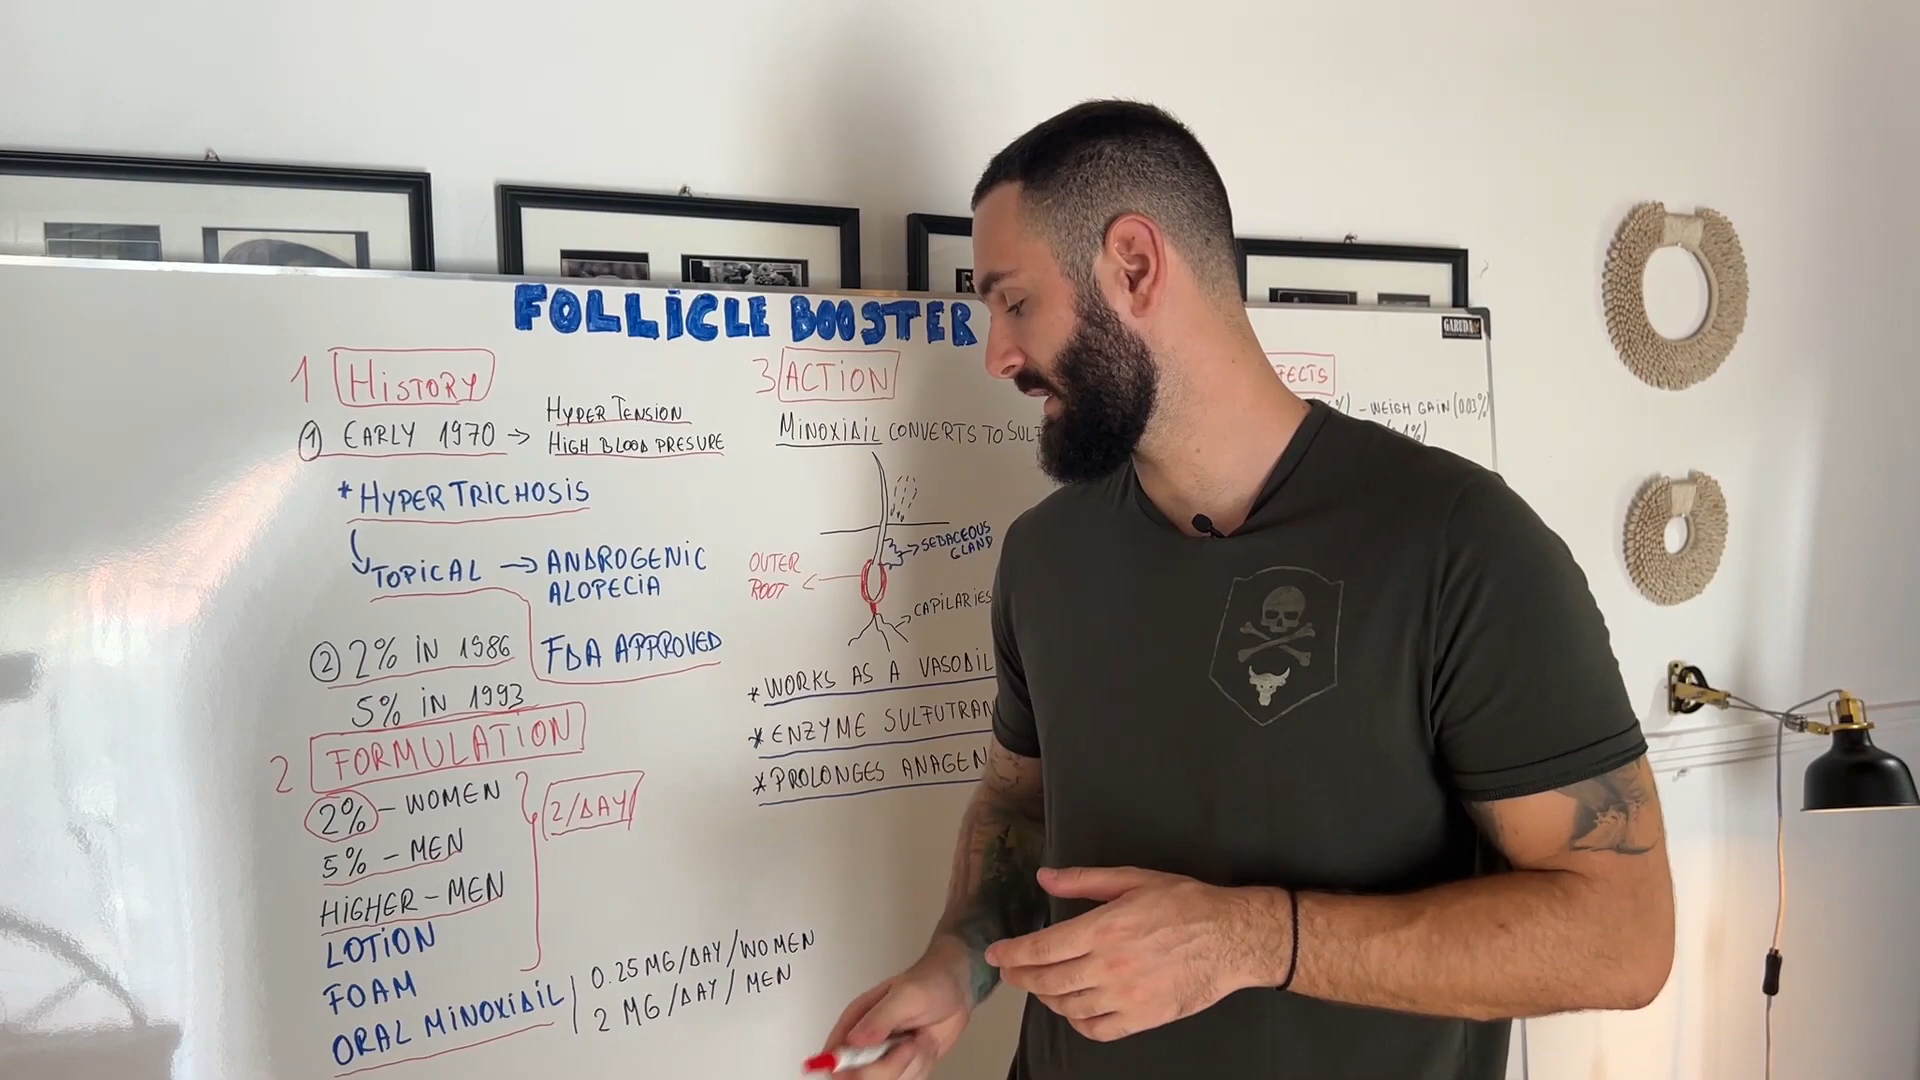 FOLLICLE BOOSTER
1 HISTORY
1 EARLY 1970 → HYPER TENSION
HIGH BLOOD PRESURE
* HYPERTRICHOSIS
TOPICAL → ANDROGENIC
ALOPECIA
FDA APPROVED
2 2% IN 1986
5% IN 1993
2 FORMULATION
2% - WOMEN
5% - MEN
HIGHER - MEN
2/DAY
LOTION
FOAM
ORAL MINOXIDIL
0.25 MG/DAY/WOMEN
2 MG/DAY/MEN
3 ACTION
MINOXIDIL CONVERTS TO
SEBACEOUS
GLAND
OUTER
ROOT
CAPILARIES
* WORKS AS A
* ENZYME
* PROLONGES ANAGEN
- WEIGH GAIN (0.03%)
GARUDA